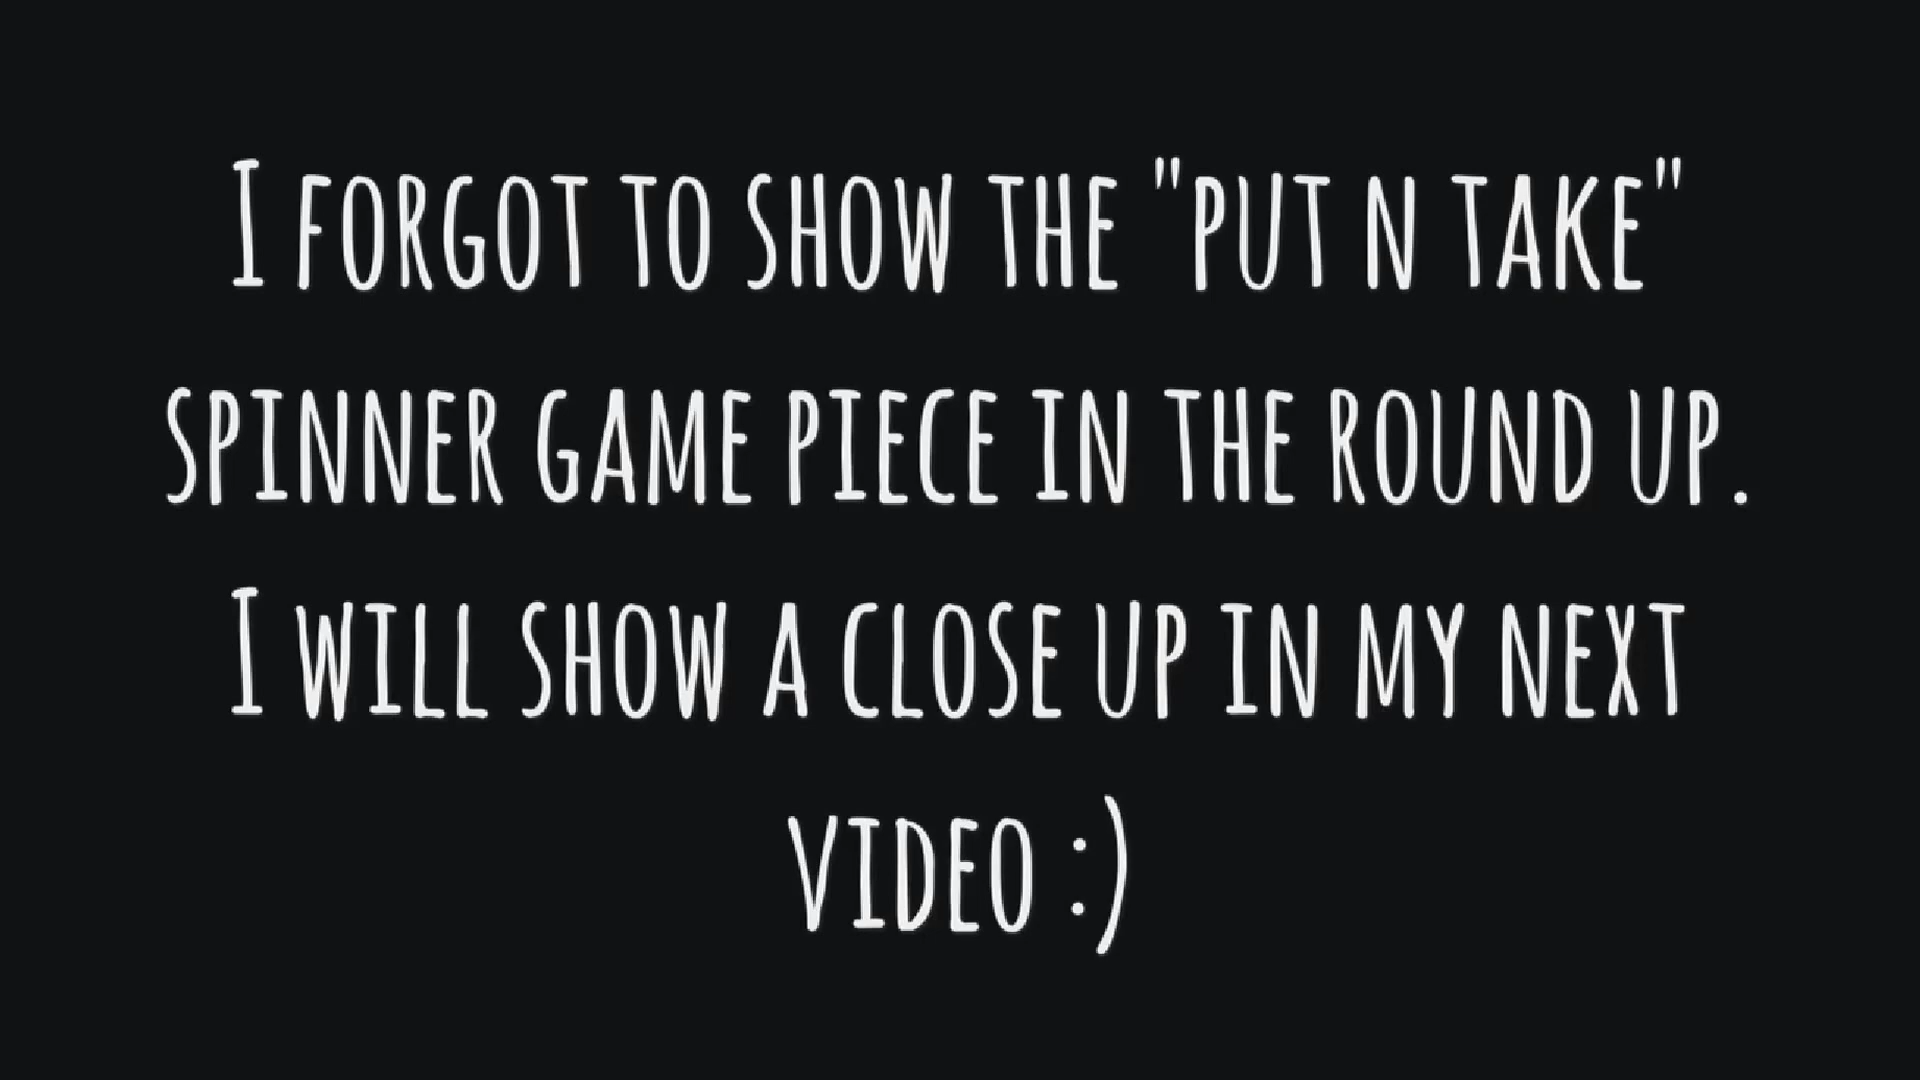 I FORGOT TO SHOW THE "PUT N TAKE"
SPINNER GAME PIECE IN THE ROUND UP.
I WILL SHOW A CLOSE UP IN MY NEXT
VIDEO :)